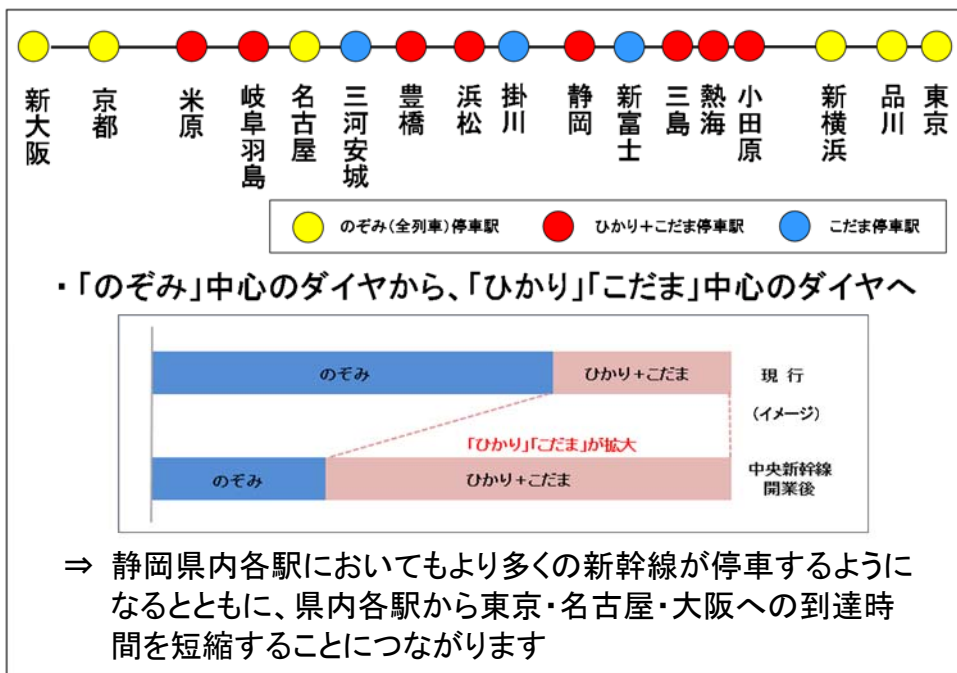 新大阪
京都
米原
岐阜羽島
名古屋
三河安城
豊橋
浜松
掛川
静岡
新富士
三島
熱海
小田原
新横浜
品川
東京
のぞみ(全列車)停車駅
ひかり+こだま停車駅
こだま停車駅
・「のぞみ」中心のダイヤから、「ひかり」「こだま」中心のダイヤへ
のぞみ
ひかり+こだま
現行
(イメージ)
「ひかり」「こだま」が拡大
のぞみ
ひかり+こだま
中央新幹線
開業後
⇒ 静岡県内各駅においてもより多くの新幹線が停車するように
なるとともに、県内各駅から東京・名古屋・大阪への到達時
間を短縮することにつながります